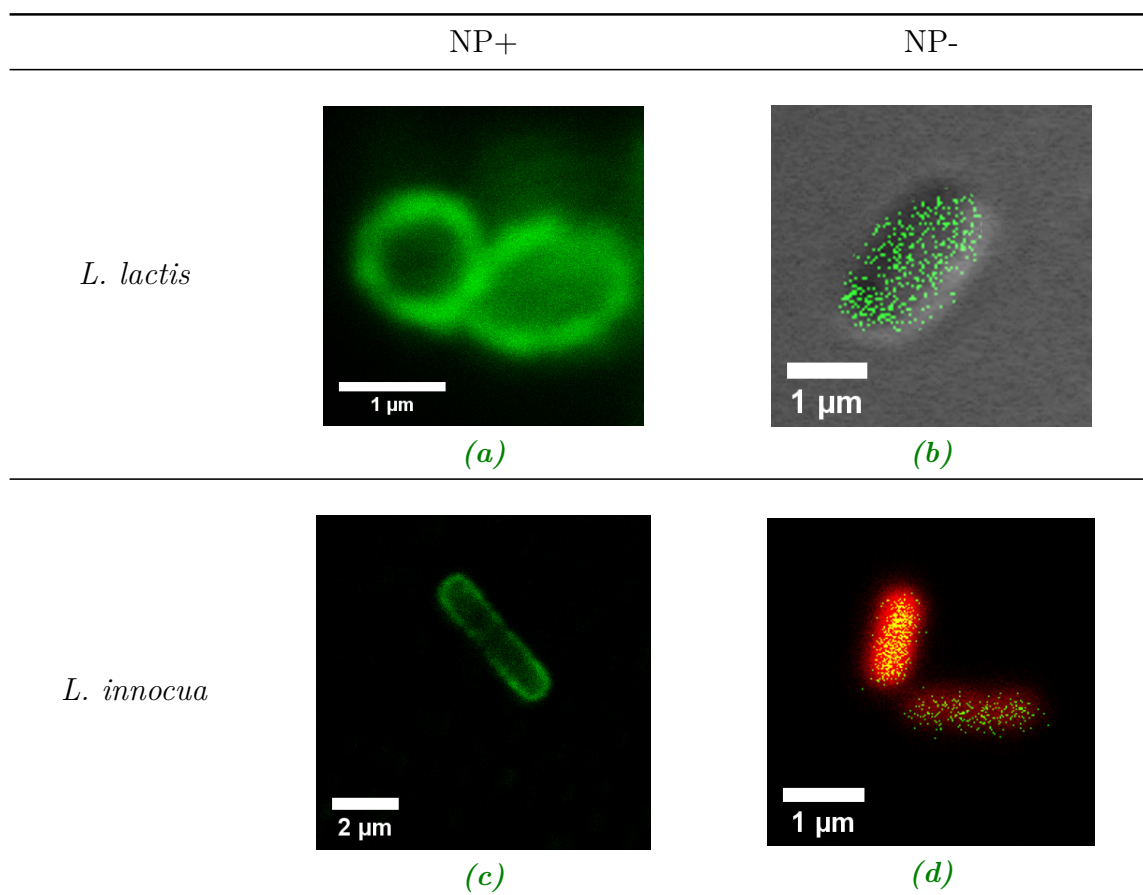 NP+ NP-
L. lactis
1 µm
1 µm
(a) (b)
L. innocua
2 µm
1 µm
(c) (d)